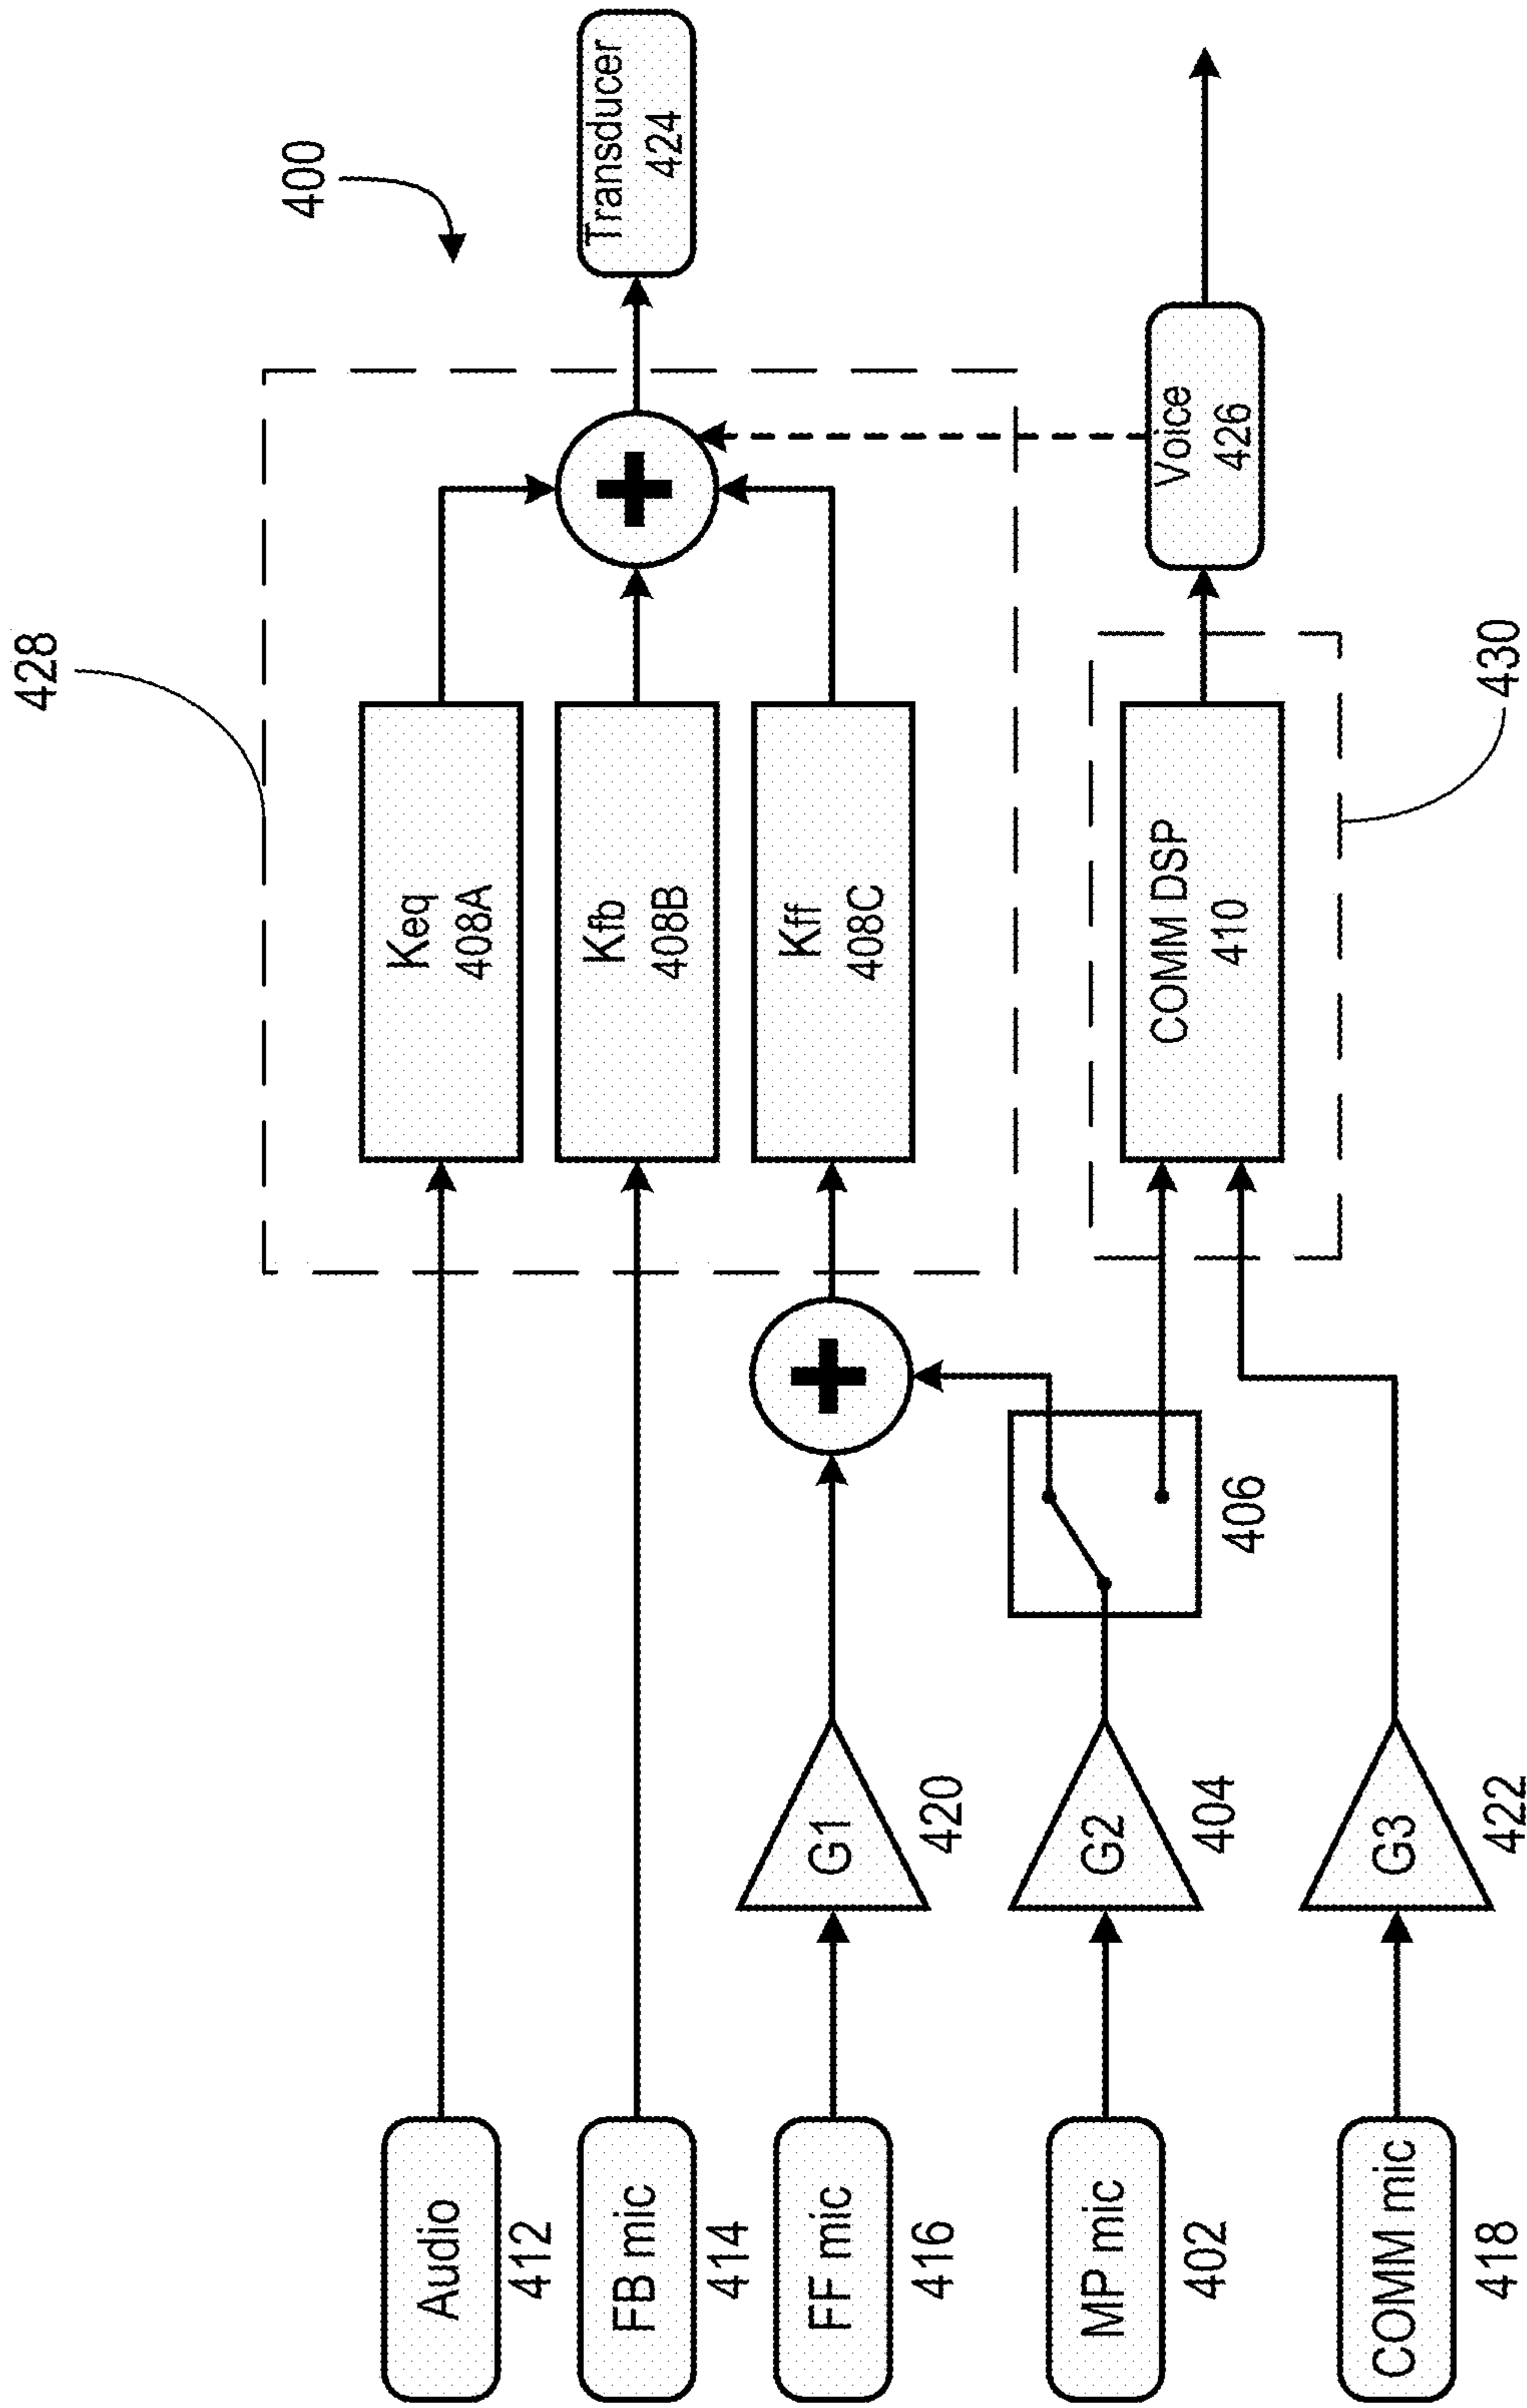 400
428
Audio
412
Keq
408A
FB mic
414
Kfb
408B
Transducer
424
FF mic
416
G1
420
Kff
408C
MP mic
402
G2
404
406
COMM DSP
410
Voice
426
COMM mic
418
G3
422
430